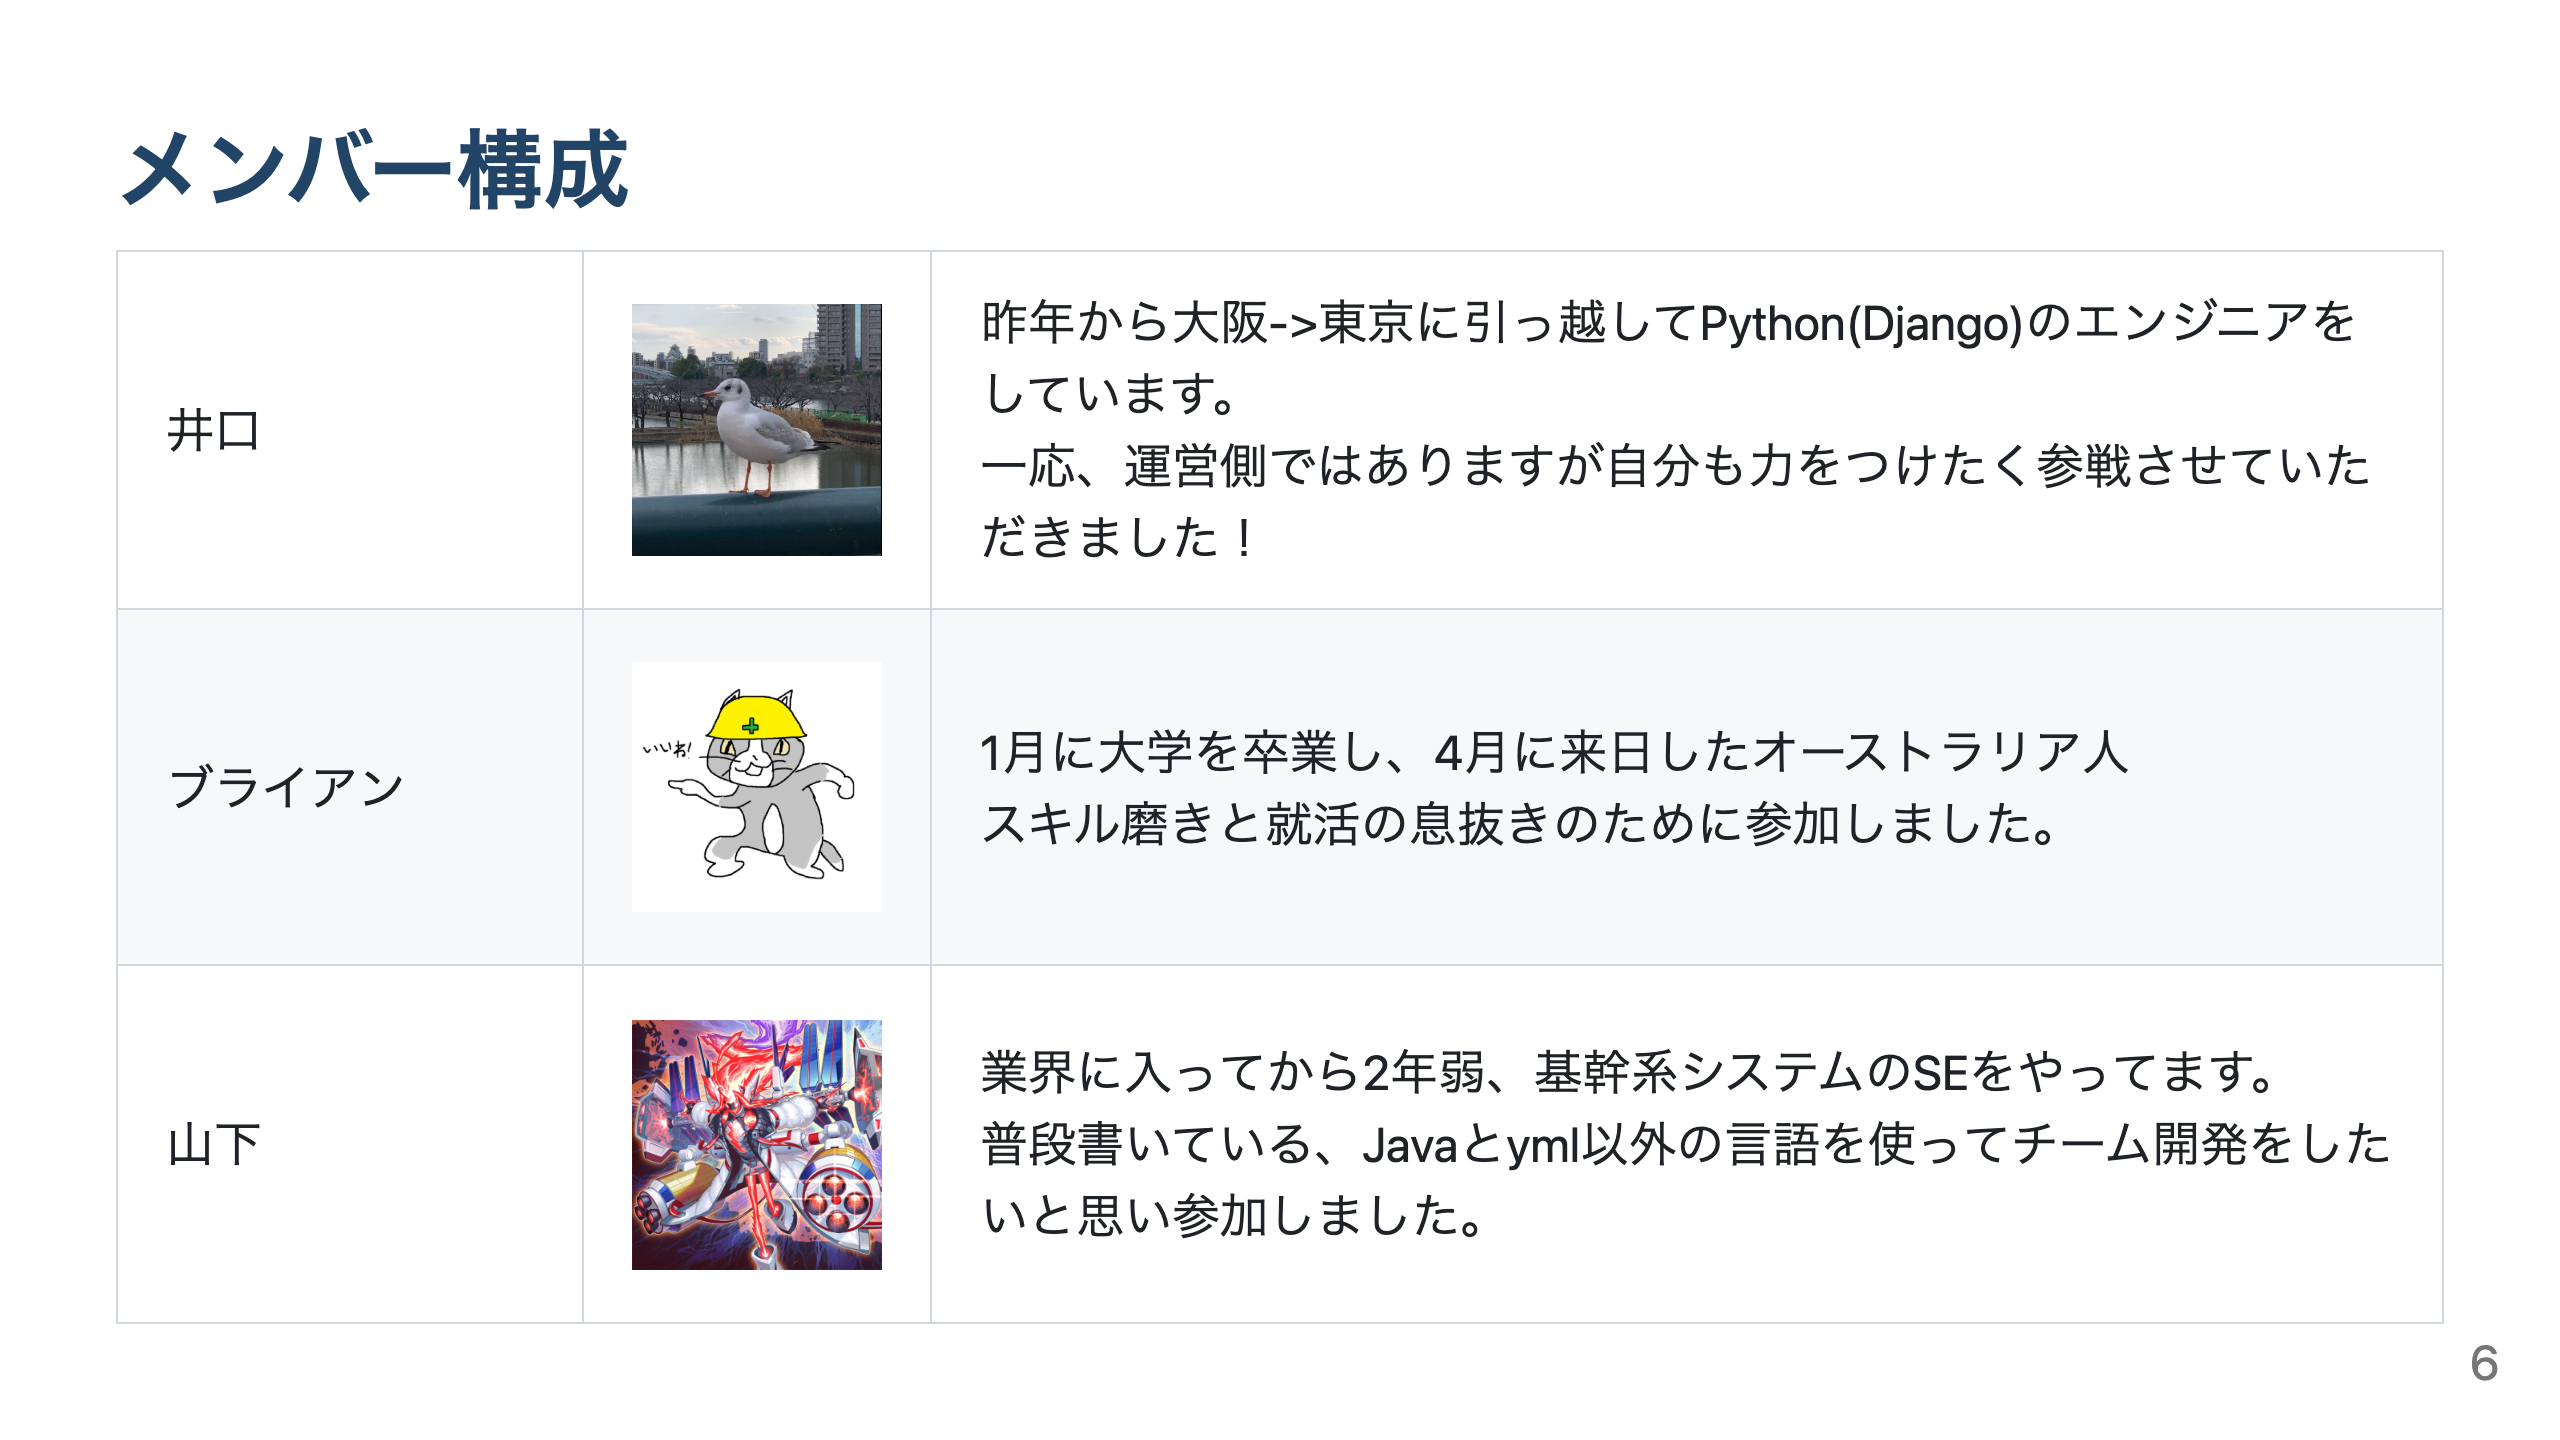 メンバー構成
井口
昨年から大阪->東京に引っ越してPython(Django)のエンジニアを
しています。
一応、運営側ではありますが自分も力をつけたく参戦させていた
だきました！
ブライアン
いいね!
1月に大学を卒業し、4月に来日したオーストラリア人
スキル磨きと就活の息抜きのために参加しました。
山下
業界に入ってから2年弱、基幹系システムのSEをやってます。
普段書いている、Javaとyml以外の言語を使ってチーム開発をした
いと思い参加しました。
6